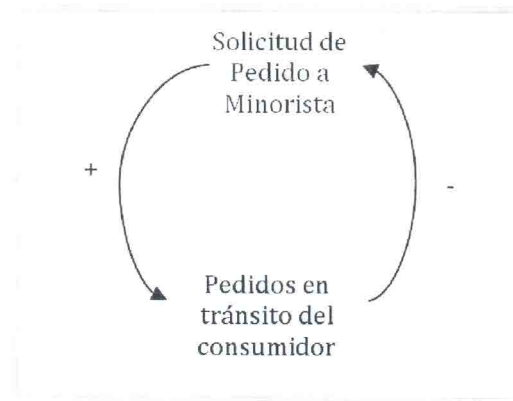 Solicitud de
Pedido a
Minorista
+
-
Pedidos en
tránsito del
consumidor